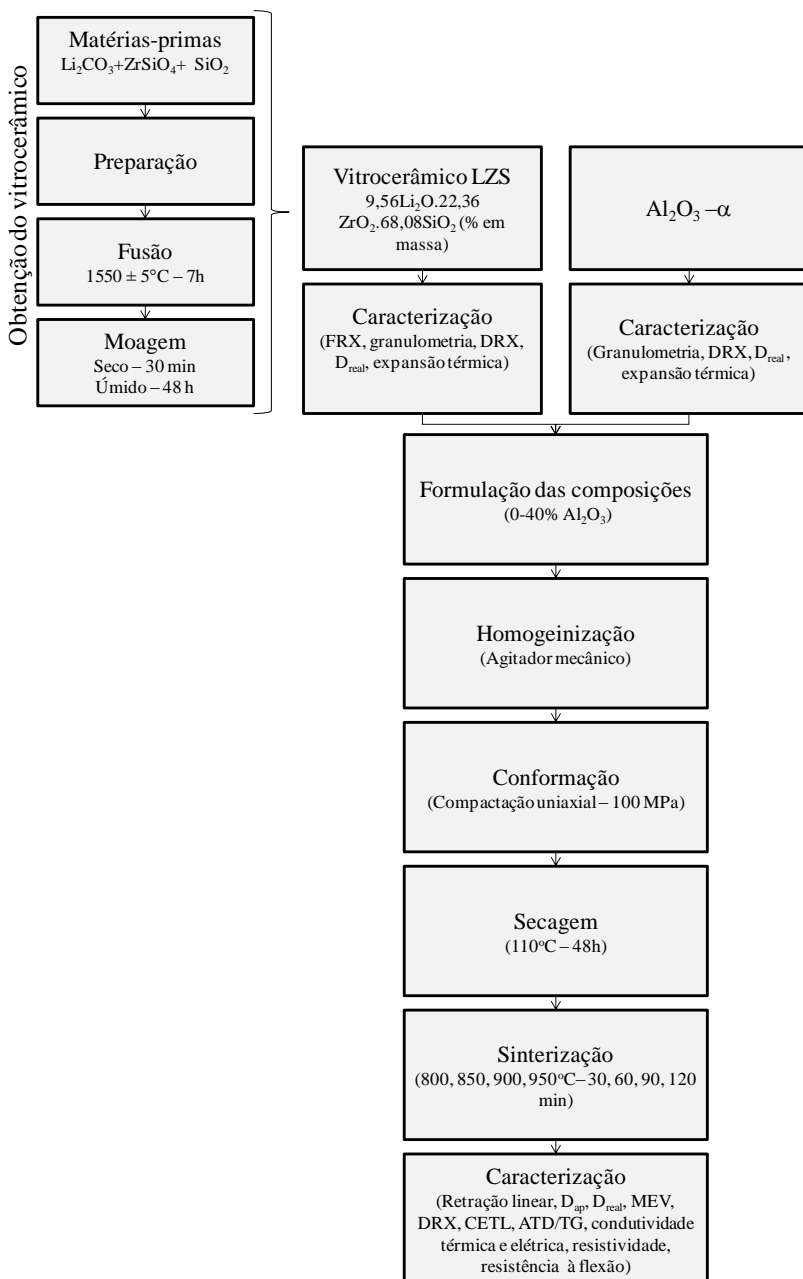 Obtenção do vitrocerâmico
Matérias-primas
Li₂CO₃+ZrSiO₄+ SiO₂
Preparação
Fusão
1550 ± 5°C – 7h
Moagem
Seco – 30 min
Úmido – 48 h
Vitrocerâmico LZS
9,56Li₂O.22,36
ZrO₂.68,08SiO₂ (% em
massa)
Al₂O₃ –α
Caracterização
(FRX, granulometria, DRX,
D_real, expansão térmica)
Caracterização
(Granulometria, DRX, D_real,
expansão térmica)
Formulação das composições
(0-40% Al₂O₃)
Homogeinização
(Agitador mecânico)
Conformação
(Compactação uniaxial – 100 MPa)
Secagem
(110°C – 48h)
Sinterização
(800, 850, 900, 950°C– 30, 60, 90, 120
min)
Caracterização
(Retração linear, D_ap, D_real, MEV,
DRX, CETL, ATD/TG, condutividade
térmica e elétrica, resistividade,
resistência à flexão)